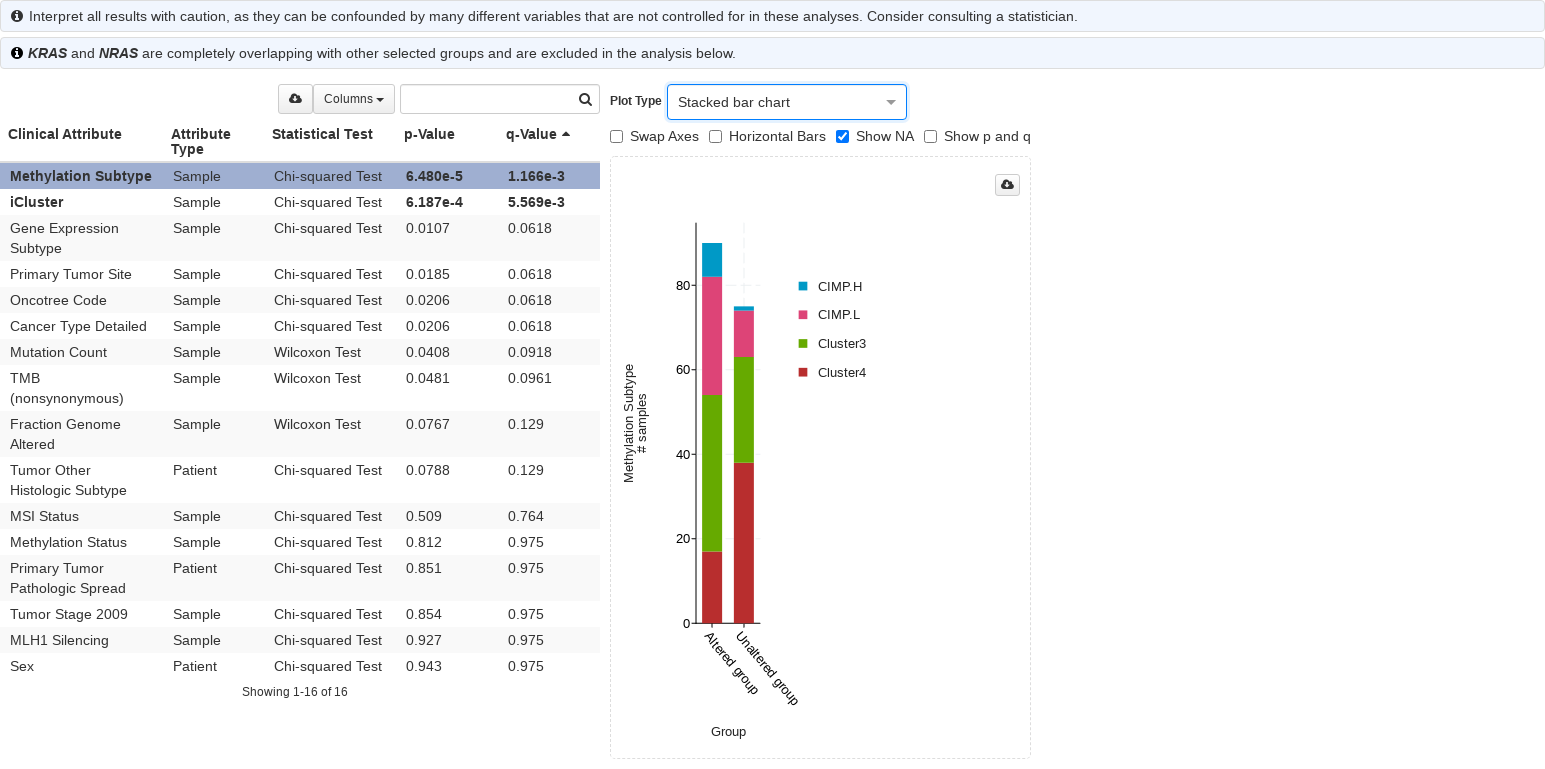 Interpret all results with caution, as they can be confounded by many different variables that are not controlled for in these analyses. Consider consulting a statistician.
KRAS and NRAS are completely overlapping with other selected groups and are excluded in the analysis below.
Columns
Plot Type
Stacked bar chart
Swap Axes Horizontal Bars Show NA Show p and q
Clinical Attribute Attribute Type Statistical Test p-Value q-Value
Methylation Subtype Sample Chi-squared Test 6.480e-5 1.166e-3
iCluster Sample Chi-squared Test 6.187e-4 5.569e-3
Gene Expression Subtype Sample Chi-squared Test 0.0107 0.0618
Primary Tumor Site Sample Chi-squared Test 0.0185 0.0618
Oncotree Code Sample Chi-squared Test 0.0206 0.0618
Cancer Type Detailed Sample Chi-squared Test 0.0206 0.0618
Mutation Count Sample Wilcoxon Test 0.0408 0.0918
TMB (nonsynonymous) Sample Wilcoxon Test 0.0481 0.0961
Fraction Genome Altered Sample Wilcoxon Test 0.0767 0.129
Tumor Other Histologic Subtype Patient Chi-squared Test 0.0788 0.129
MSI Status Sample Chi-squared Test 0.509 0.764
Methylation Status Sample Chi-squared Test 0.812 0.975
Primary Tumor Pathologic Spread Patient Chi-squared Test 0.851 0.975
Tumor Stage 2009 Sample Chi-squared Test 0.854 0.975
MLH1 Silencing Sample Chi-squared Test 0.927 0.975
Sex Patient Chi-squared Test 0.943 0.975
Showing 1-16 of 16
Methylation Subtype
# samples
80
60
40
20
0
CIMP.H
CIMP.L
Cluster3
Cluster4
Altered group
Unaltered group
Group